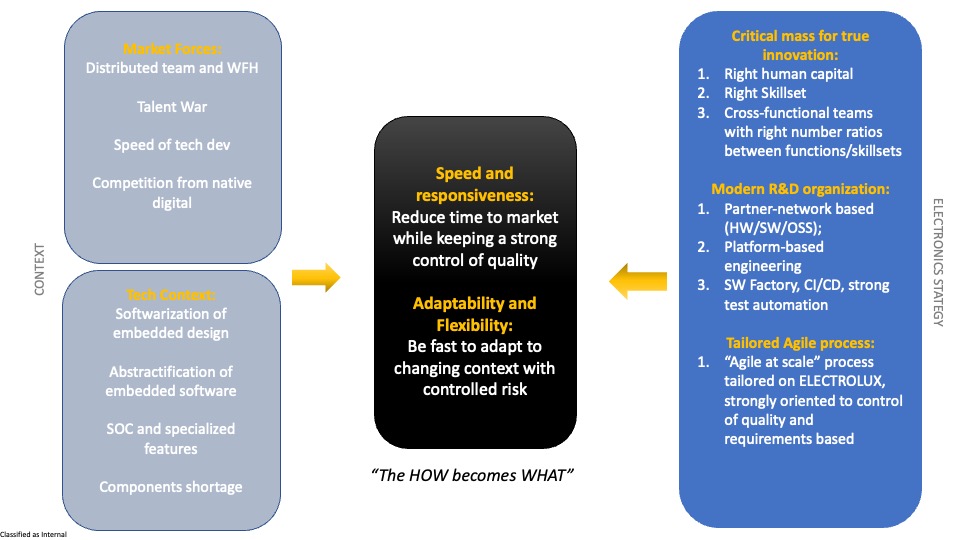 CONTEXT
Market Forces:
Distributed team and WFH
Talent War
Speed of tech dev
Competition from native
digital
Tech Context:
Softwarization of
embedded design
Abstractification of
embedded software
SOC and specialized
features
Components shortage
Speed and
responsiveness:
Reduce time to market
while keeping a strong
control of quality
Adaptability and
Flexibility:
Be fast to adapt to
changing context with
controlled risk
“The HOW becomes WHAT”
Critical mass for true
innovation:
1. Right human capital
2. Right Skillset
3. Cross-functional teams
with right number ratios
between functions/skillsets
Modern R&D organization:
1. Partner-network based
(HW/SW/OSS);
2. Platform-based
engineering
3. SW Factory, CI/CD, strong
test automation
Tailored Agile process:
1. “Agile at scale” process
tailored on ELECTROLUX,
strongly oriented to control
of quality and
requirements based
ELECTRONICS STATEGY
Classified as Internal